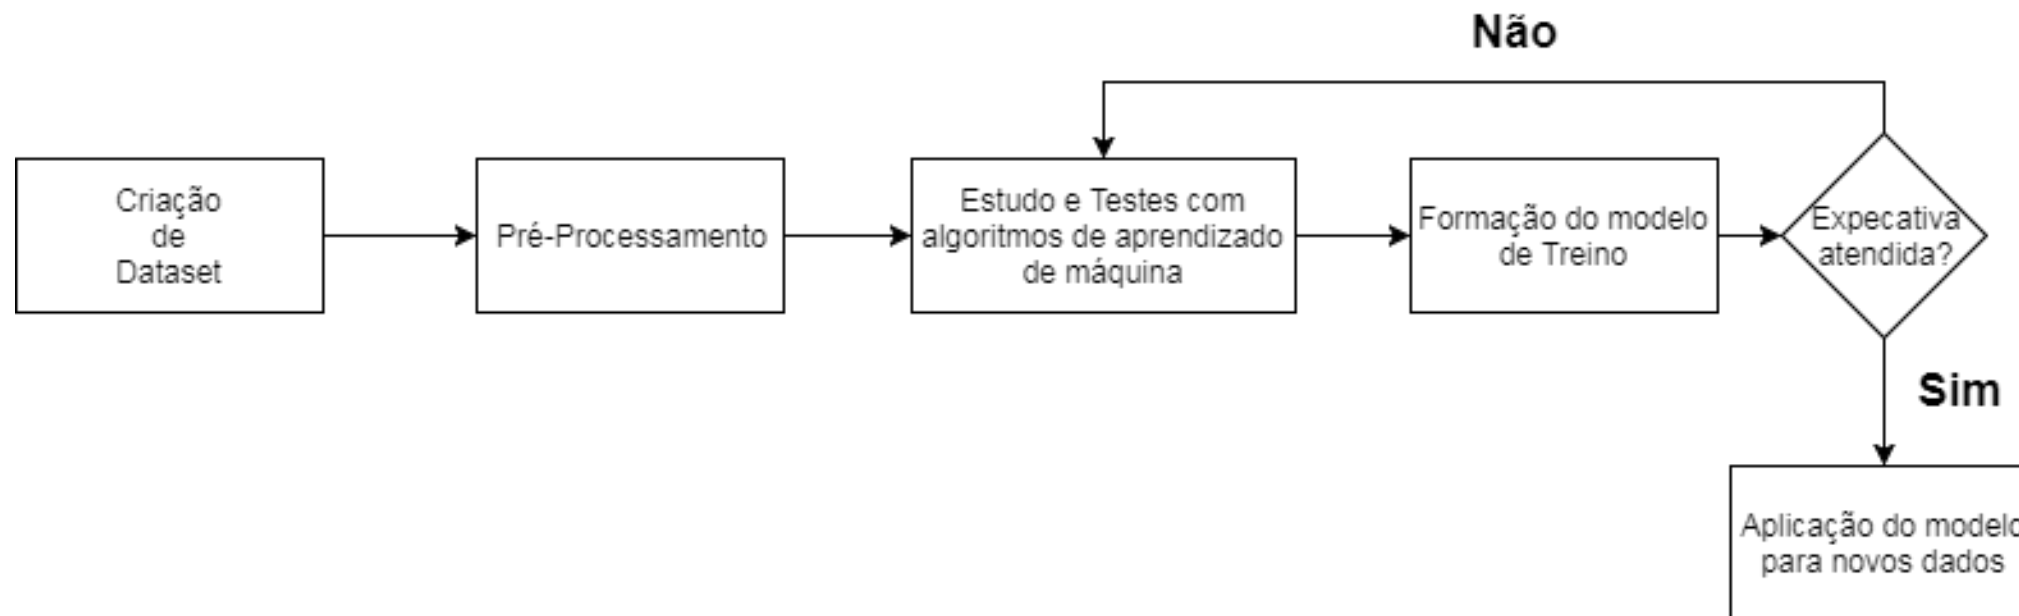 Não
Criação
de
Dataset
Pré-Processamento
Estudo e Testes com
algoritmos de aprendizado
de máquina
Formação do modelo
de Treino
Expecativa
atendida?
Sim
Aplicação do modelo
para novos dados